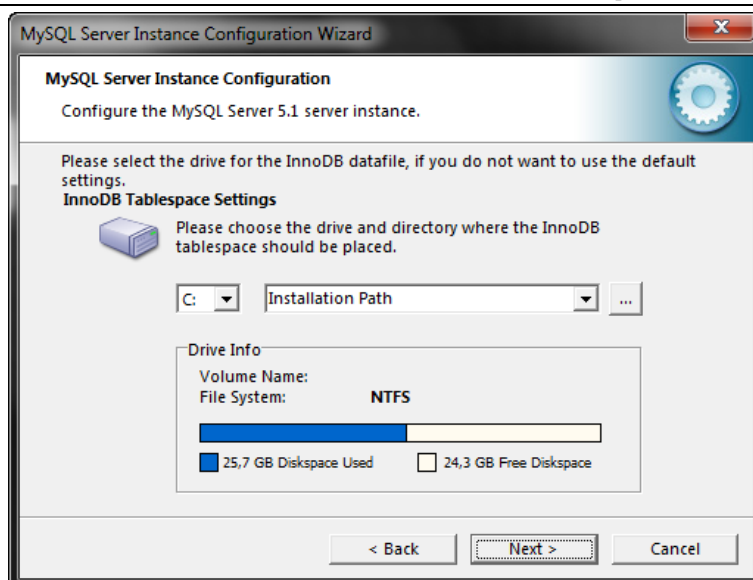 MySQL Server Instance Configuration Wizard
MySQL Server Instance Configuration
Configure the MySQL Server 5.1 server instance.
Please select the drive for the InnoDB datafile, if you do not want to use the default
settings.
InnoDB Tablespace Settings
Please choose the drive and directory where the InnoDB
tablespace should be placed.
C: Installation Path ...
Drive Info
Volume Name:
File System: NTFS
25,7 GB Diskspace Used 24,3 GB Free Diskspace
< Back Next > Cancel